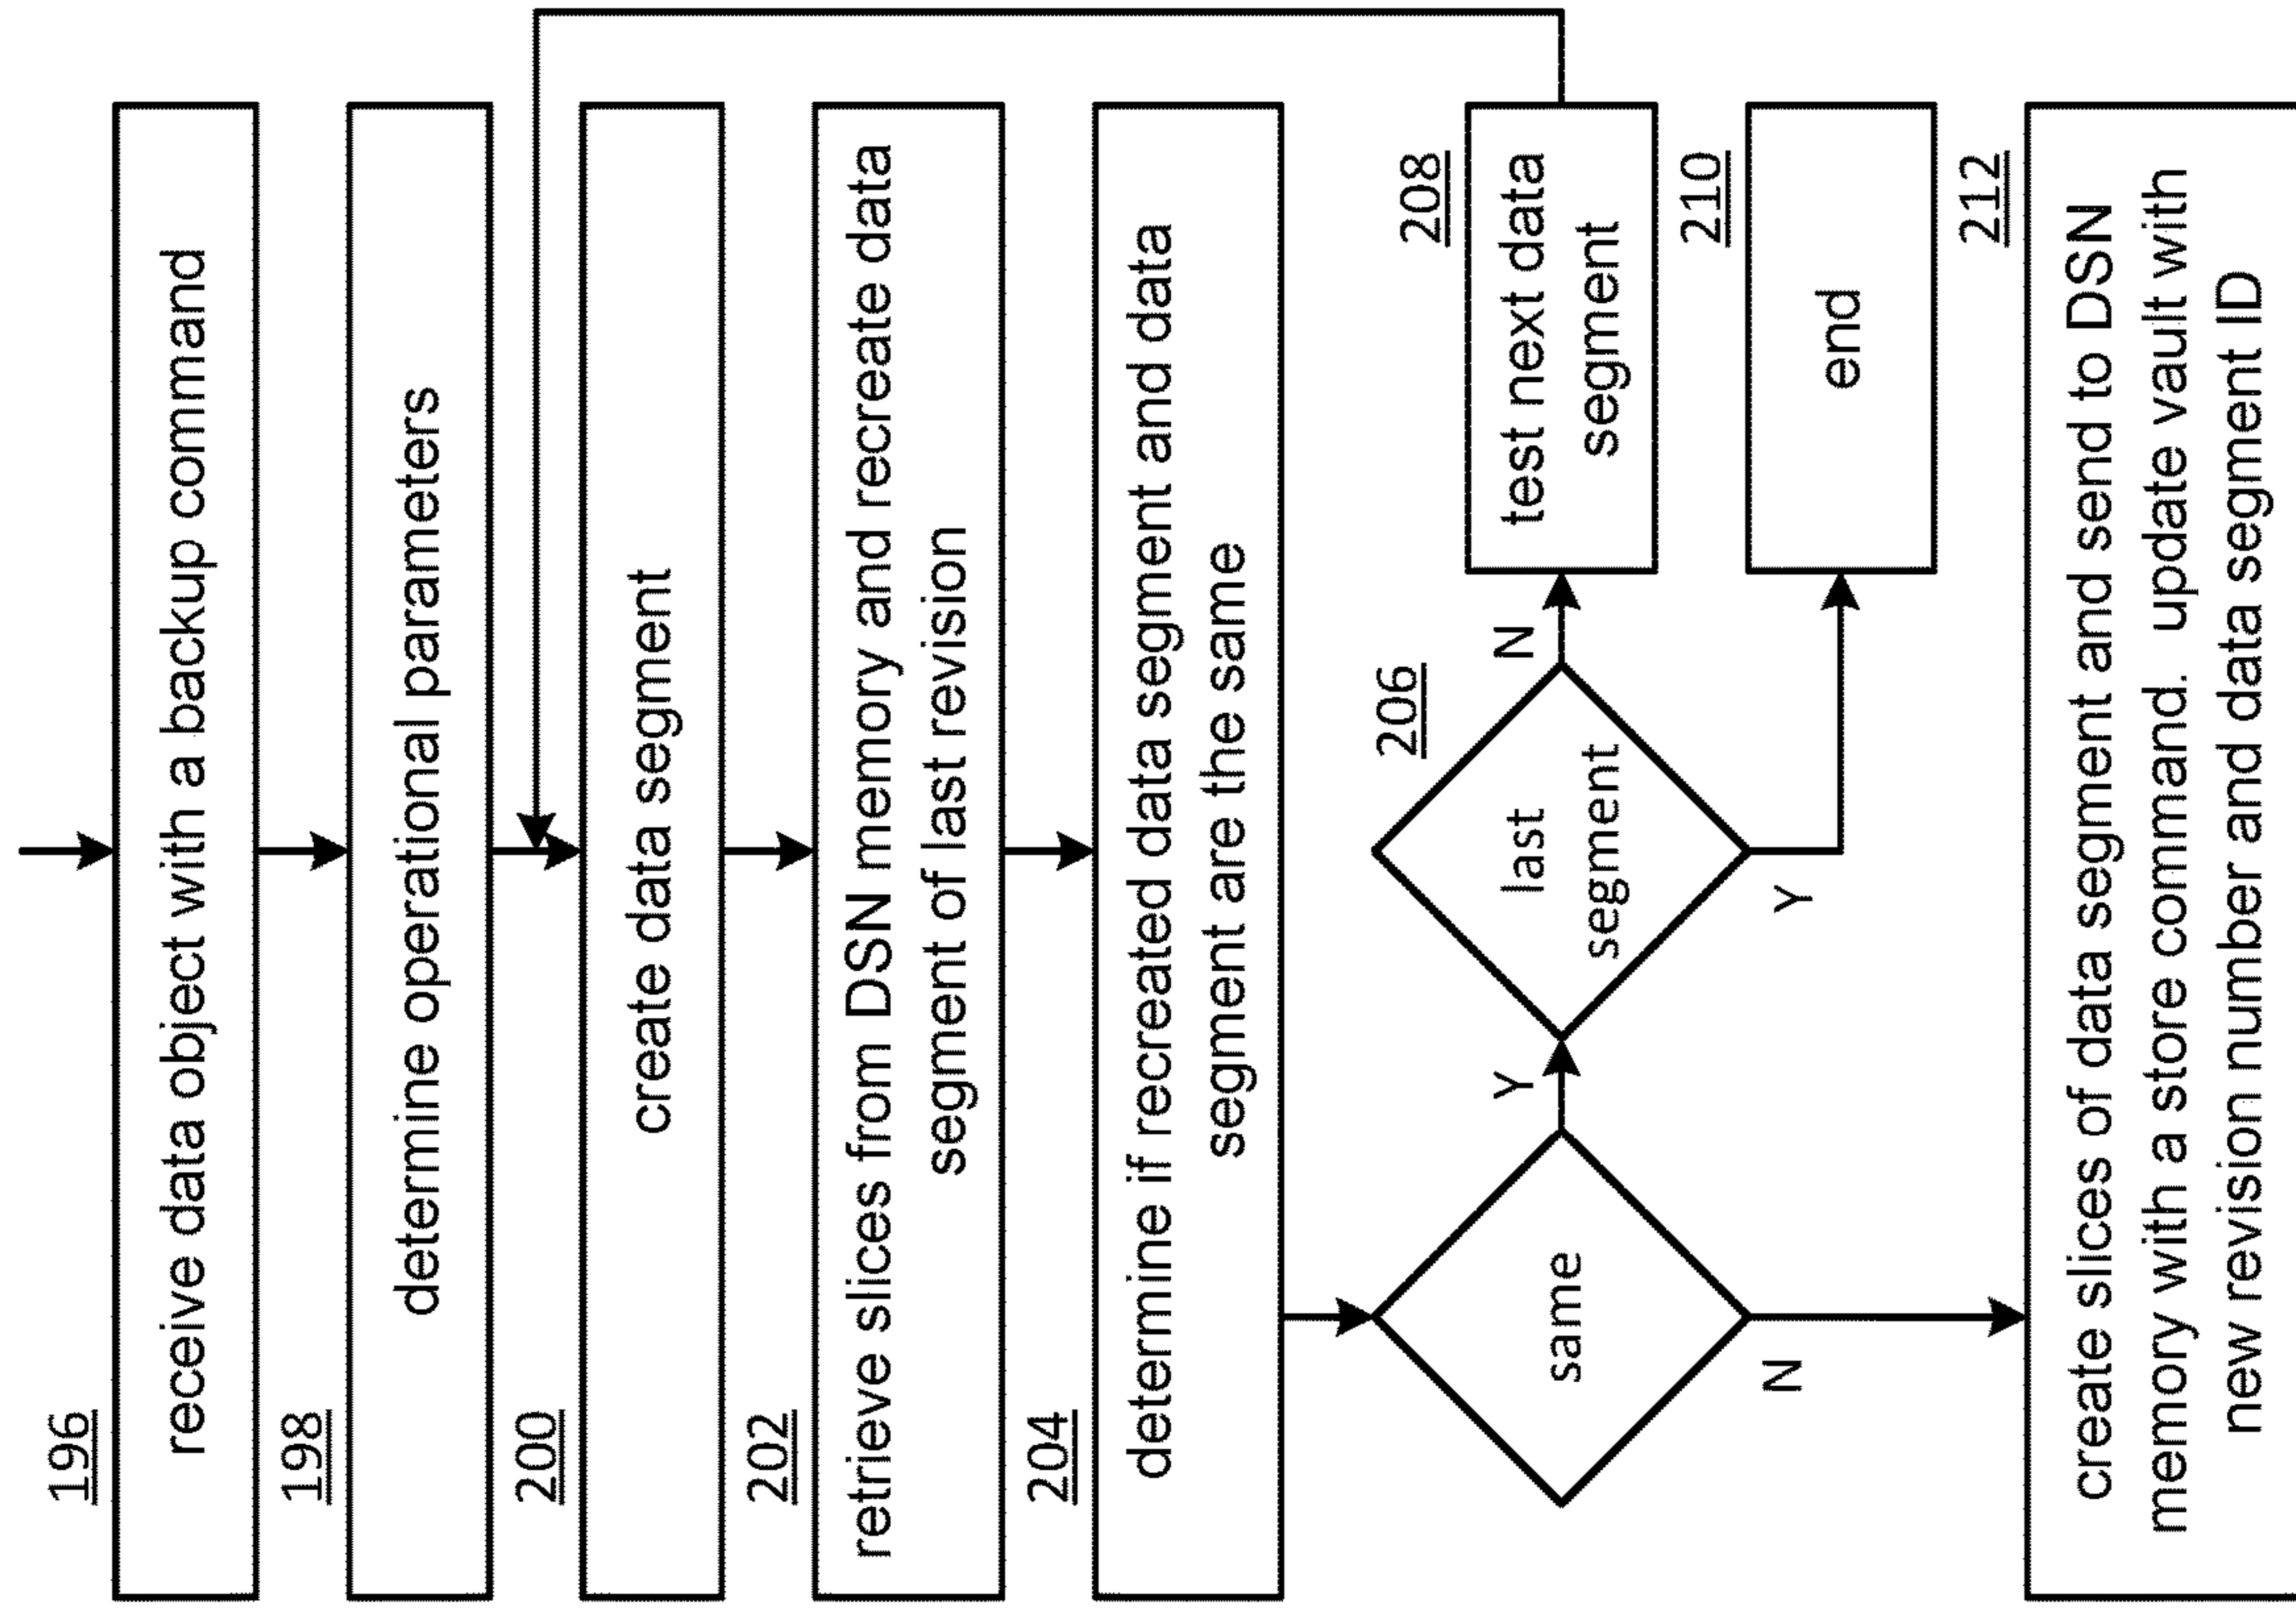 196
receive data object with a backup command
198
determine operational parameters
200
create data segment
202
retrieve slices from DSN memory and recreate data
segment of last revision
204
determine if recreated data segment and data
segment are the same
same
Y
N
206
last
segment
N
Y
208
test next data
segment
210
end
212
create slices of data segment and send to DSN
memory with a store command. update vault with
new revision number and data segment ID